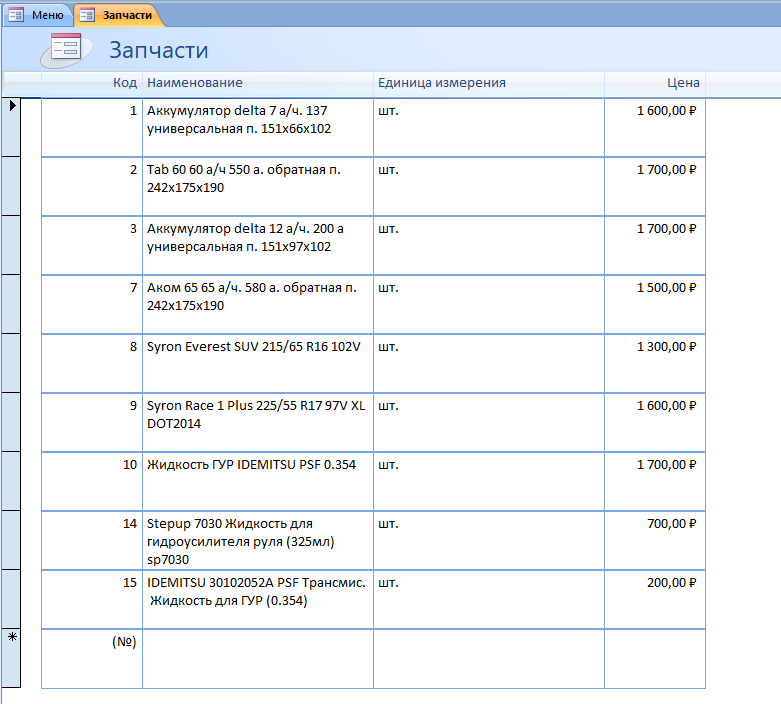 Меню Запчасти
Запчасти
Код Наименование Единица измерения Цена
1 Аккумулятор delta 7 а/ч. 137 шт. 1 600,00 ₽
универсальная п. 151х66х102
2 Tab 60 60 а/ч 550 а. обратная п. шт. 1 700,00 ₽
242х175х190
3 Аккумулятор delta 12 а/ч. 200 а шт. 1 700,00 ₽
универсальная п. 151х97х102
7 Аком 65 65 а/ч. 580 а. обратная п. шт. 1 500,00 ₽
242х175х190
8 Syron Everest SUV 215/65 R16 102V шт. 1 300,00 ₽
9 Syron Race 1 Plus 225/55 R17 97V XL шт. 1 600,00 ₽
DOT2014
10 Жидкость ГУР IDEMITSU PSF 0.354 шт. 1 700,00 ₽
14 Stepup 7030 Жидкость для шт. 700,00 ₽
гидроусилителя руля (325мл)
sp7030
15 IDEMITSU 30102052A PSF Трансмис. шт. 200,00 ₽
Жидкость для ГУР (0.354)
(№)